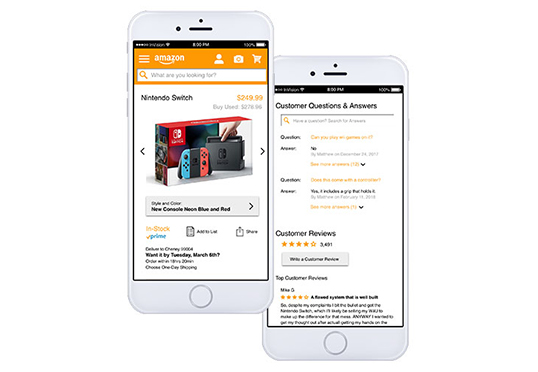 InVision
8:00 PM
100%
amazon
What are you looking for?
Nintendo Switch
$249.99
Buy Used: $276.96
Style and Color:
New Console Neon Blue and Red
In-Stock
prime
Add to List
Share
Deliver to Cheney 99004
Want it by Tuesday, March 6th?
Order within 18hrs 20min
Choose One-Day Shipping
InVision
8:00 PM
100%
Customer Questions & Answers
Have a question? Search for Answers
Question:
Can you play on games on it?
Answer:
No
By Matthew on December 24, 2017
See more answers (12)
Question:
Does this come with a controller?
Answer:
Yes, it includes a grip that holds it.
By Matthew on February 14, 2018
See more answers (1)
Customer Reviews
3,491
Write a Customer Review
Top Customer Reviews
Mike S
A flawed system that is well built
So, despite my complaints I bit the bullet and get the
Nintendo Switch, which I'll likely be selling my WiiU to
make up the difference for that mess. ANYWAY I wanted to
get my thought out after actually getting my hands on the